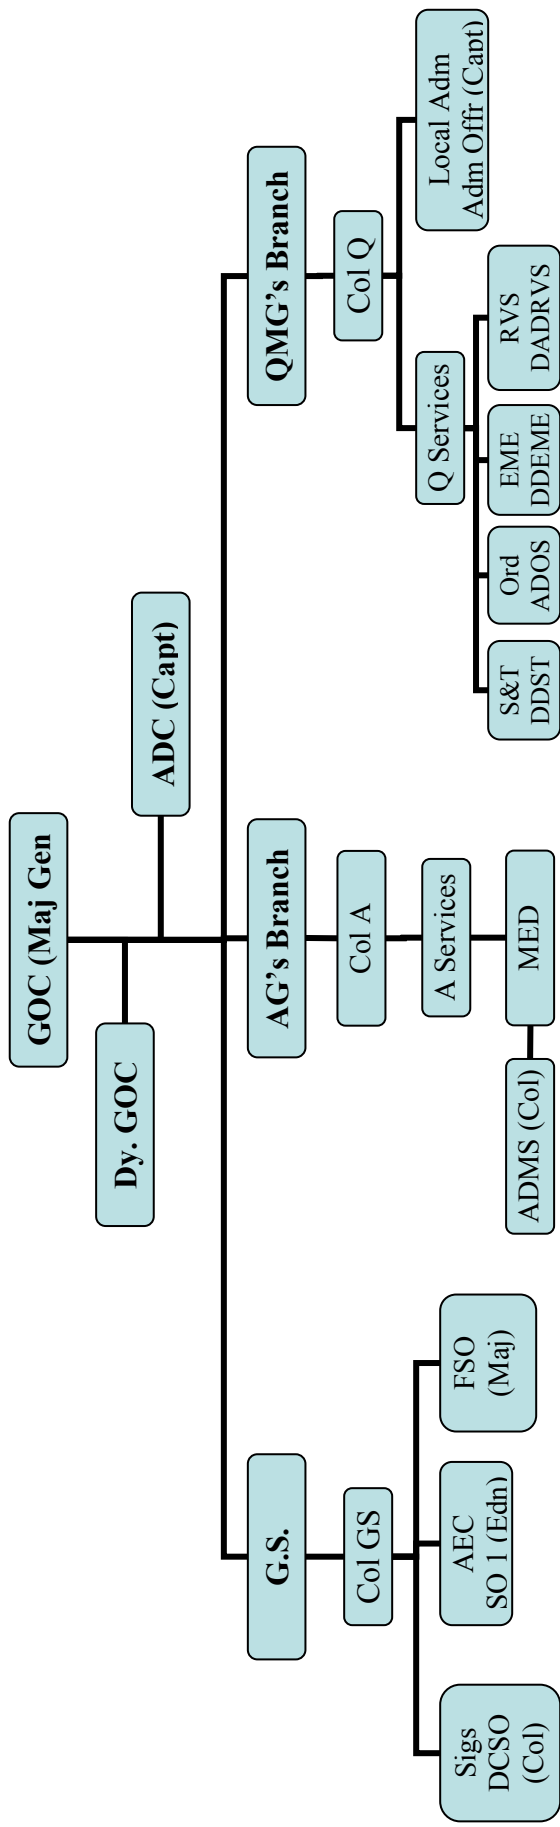 GOC (Maj Gen
Dy. GOC
ADC (Capt)
G.S.
AG's Branch
QMG's Branch
Col GS
Col A
Col Q
Sigs
DCSO
(Col)
AEC
SO 1 (Edn)
FSO
(Maj)
A Services
MED
ADMS (Col)
Q Services
Local Adm
Adm Offr (Capt)
S&T
DDST
Ord
ADOS
EME
DDEME
RVS
DADRVS